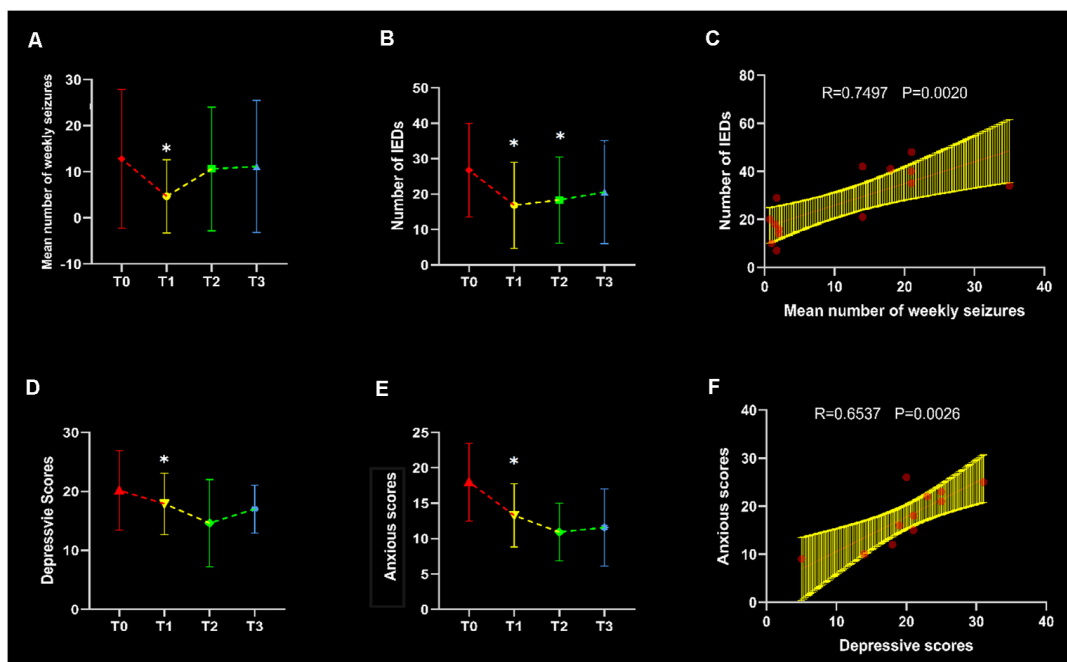 A
Mean number of weekly seizures
30
20
10
0
-10
*
T0 T1 T2 T3
B
Number of IEDs
50
40
30
20
10
0
* *
T0 T1 T2 T3
C
R=0.7497 P=0.0020
Number of IEDs
80
60
40
20
0
0 10 20 30 40
Mean number of weekly seizures
D
Depressvie Scores
30
20
10
0
*
T0 T1 T2 T3
E
Anxious scores
25
20
15
10
5
0
*
T0 T1 T2 T3
F
R=0.6537 P=0.0026
Anxious scores
40
30
20
10
0
0 10 20 30 40
Depressive scores